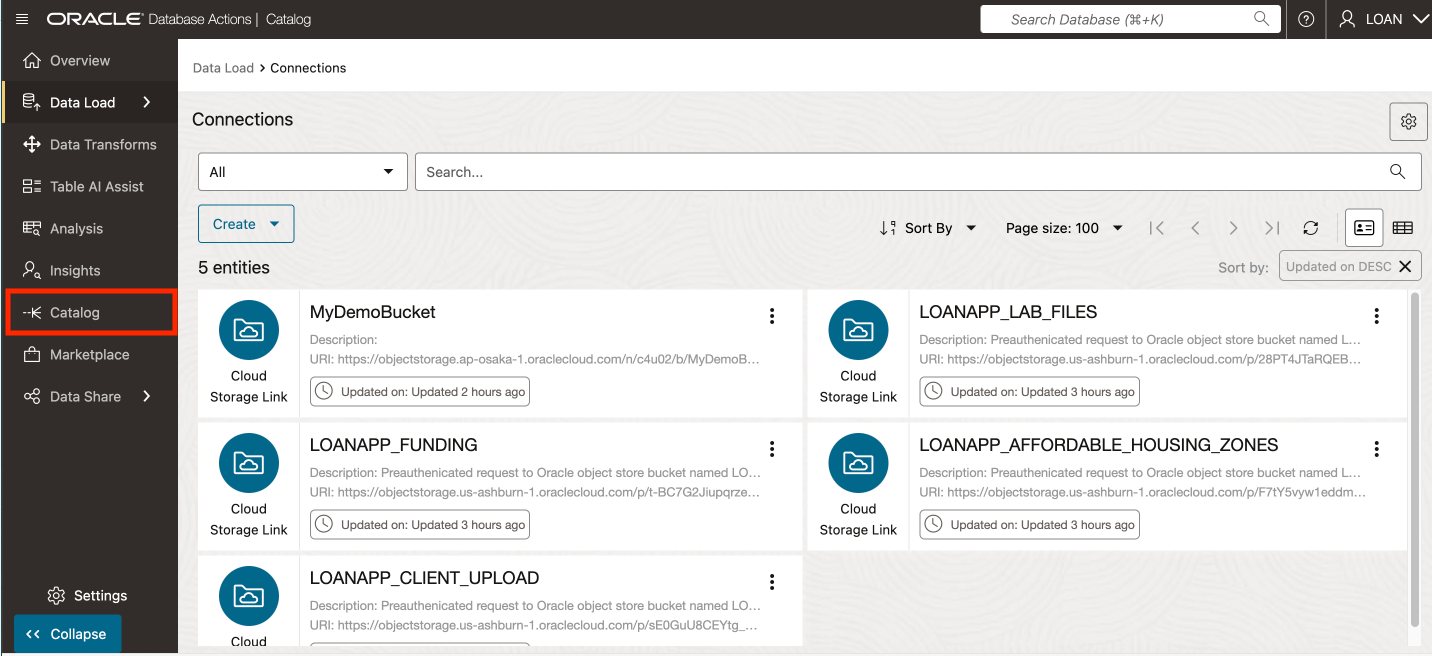 ORACLE Database Actions | Catalog
Search Database (⌘+K)
LOAN
Overview
Data Load
Data Transforms
Table AI Assist
Analysis
Insights
Catalog
Marketplace
Data Share
Settings
Collapse
Data Load > Connections
Connections
All
Search...
Create
Sort By
Page size: 100
5 entities
Sort by:
Updated on DESC
Cloud
Storage Link
MyDemoBucket
Description:
URI: https://objectstorage.ap-osaka-1.oraclecloud.com/n/c4u02/b/MyDemoB...
Updated on: Updated 2 hours ago
Cloud
Storage Link
LOANAPP_LAB_FILES
Description: Preauthenicated request to Oracle object store bucket named L...
URI: https://objectstorage.us-ashburn-1.oraclecloud.com/p/28PT4JTaRQEB...
Updated on: Updated 3 hours ago
Cloud
Storage Link
LOANAPP_FUNDING
Description: Preauthenicated request to Oracle object store bucket named LO...
URI: https://objectstorage.us-ashburn-1.oraclecloud.com/p/t-BC7G2Jiupqrze...
Updated on: Updated 3 hours ago
Cloud
Storage Link
LOANAPP_AFFORDABLE_HOUSING_ZONES
Description: Preauthenicated request to Oracle object store bucket named L...
URI: https://objectstorage.us-ashburn-1.oraclecloud.com/p/F7tY5vyw1eddm...
Updated on: Updated 3 hours ago
Cloud
LOANAPP_CLIENT_UPLOAD
Description: Preauthenicated request to Oracle object store bucket named LO...
URI: https://objectstorage.us-ashburn-1.oraclecloud.com/p/sE0GuU8CEYtg_...